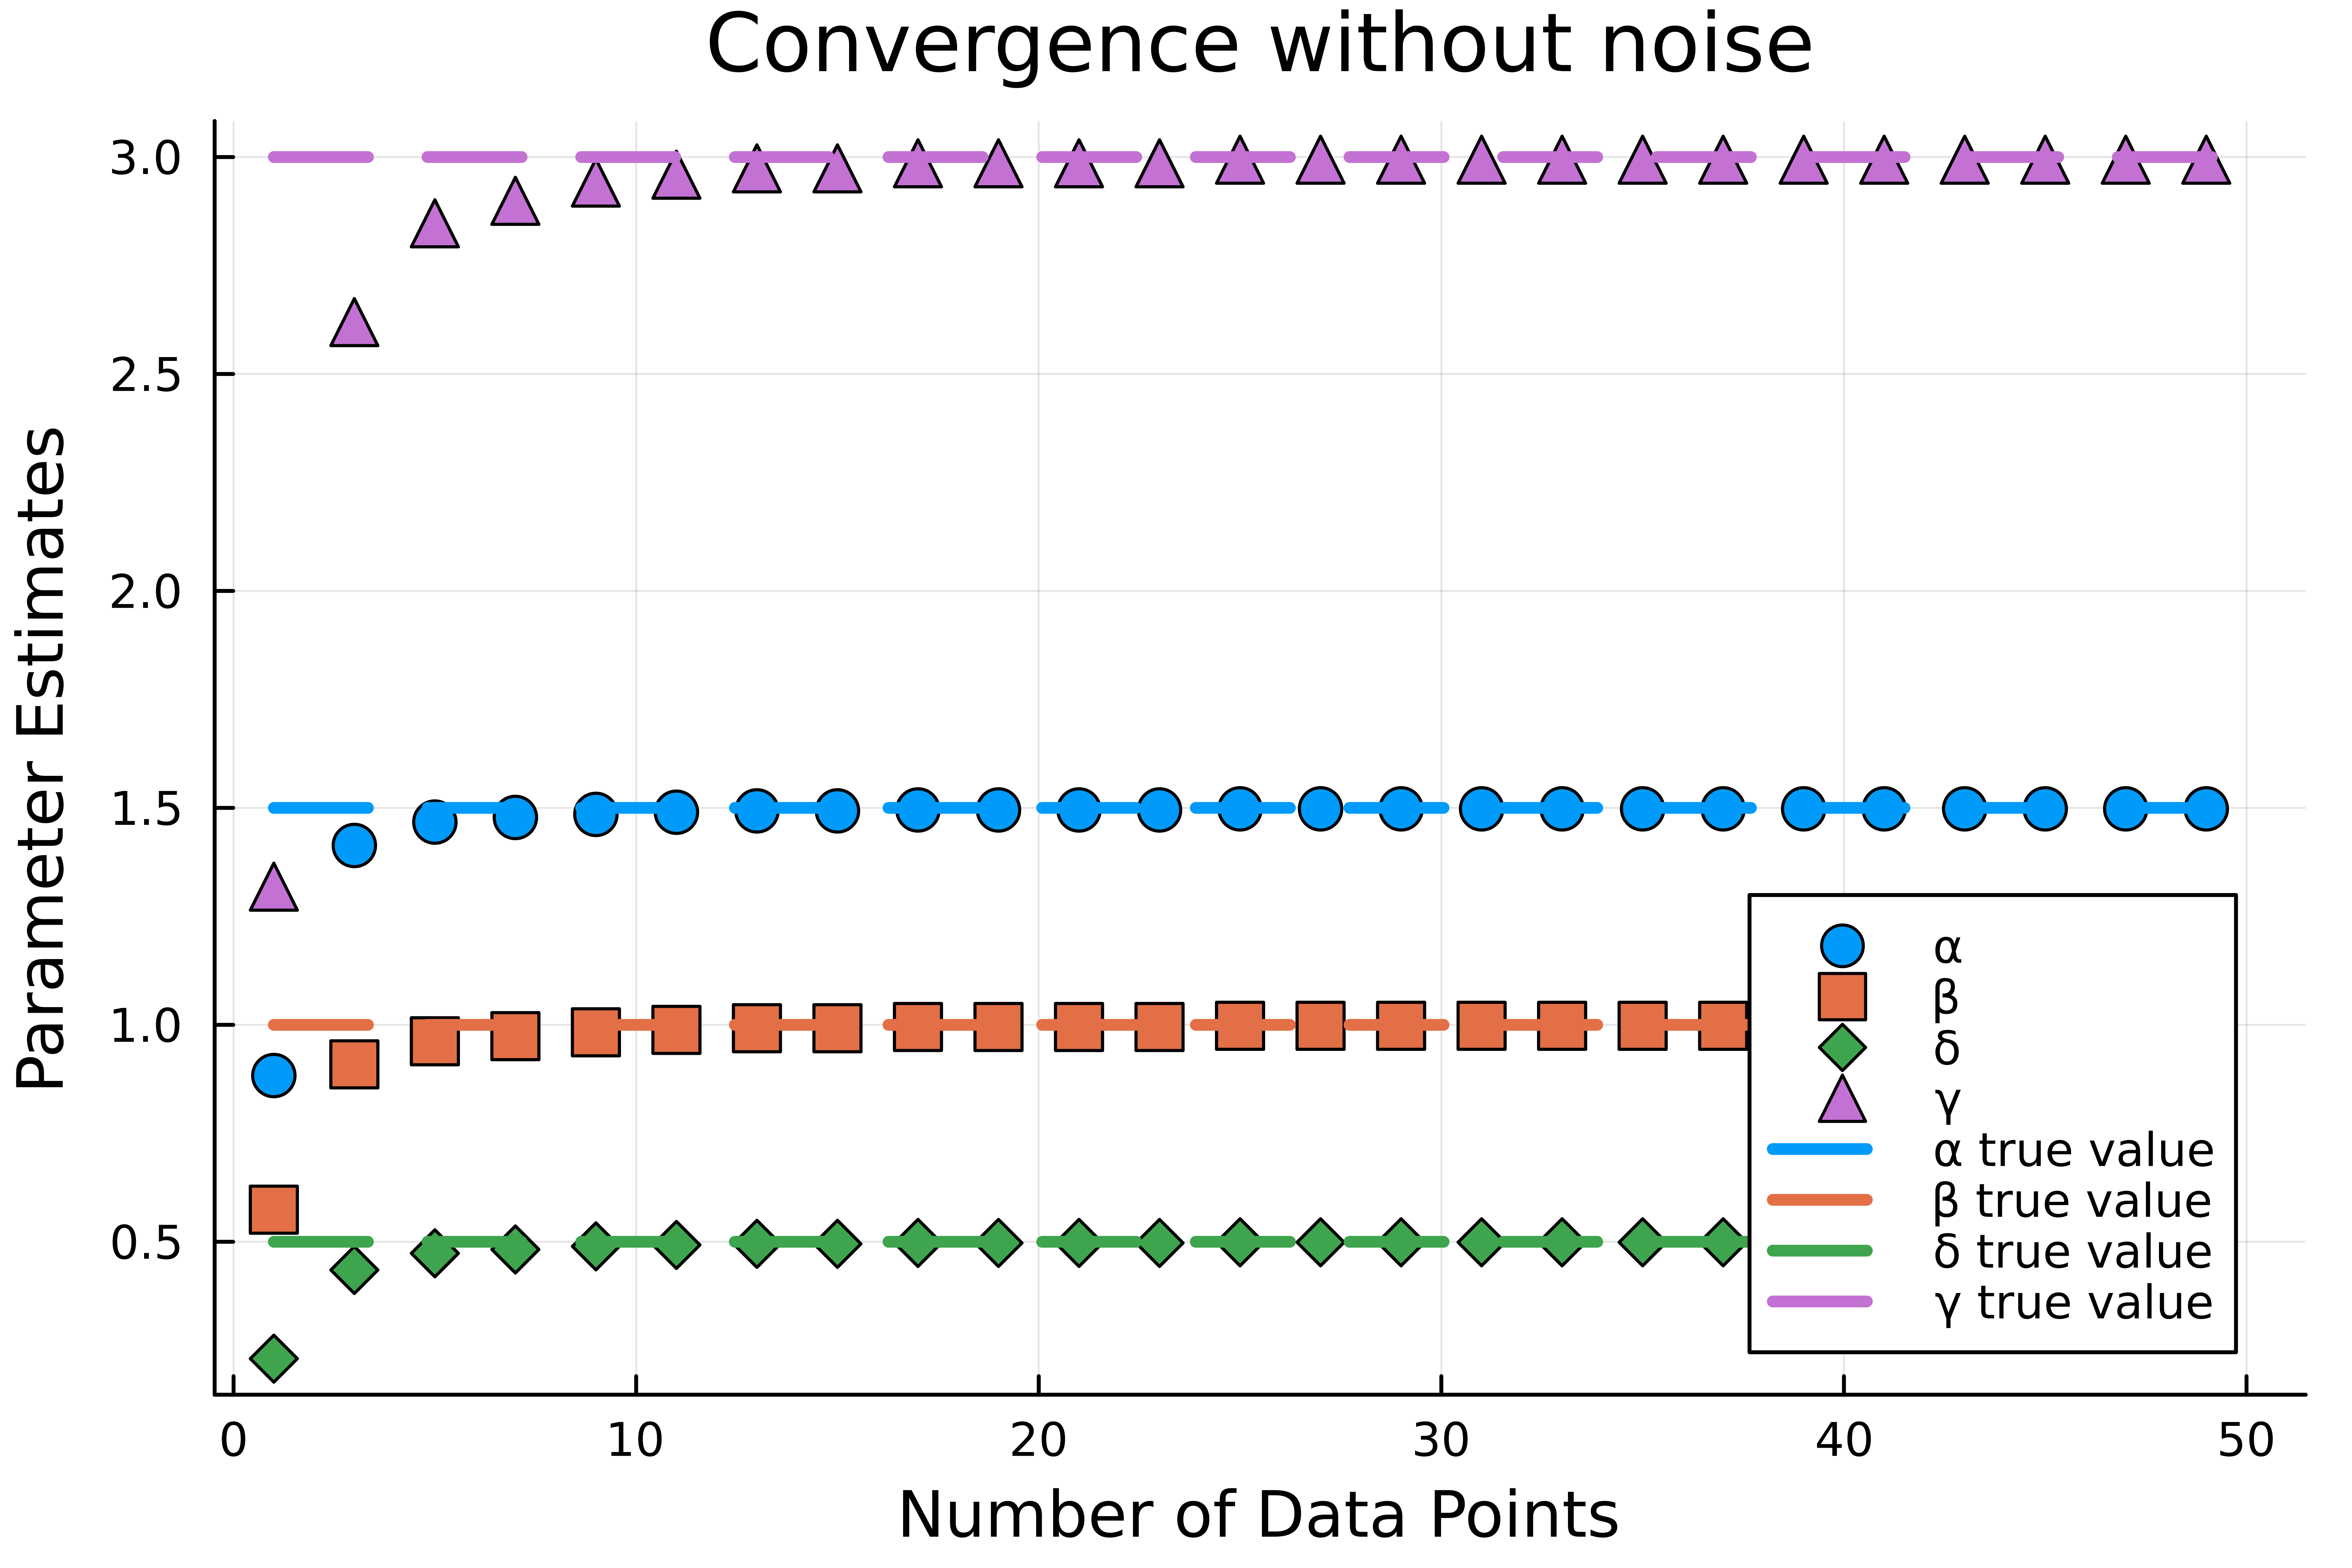 Convergence without noise
3.0
2.5
2.0
1.5
1.0
0.5
Parameter Estimates
α
β
δ
γ
α true value
β true value
δ true value
γ true value
0 10 20 30 40 50
Number of Data Points